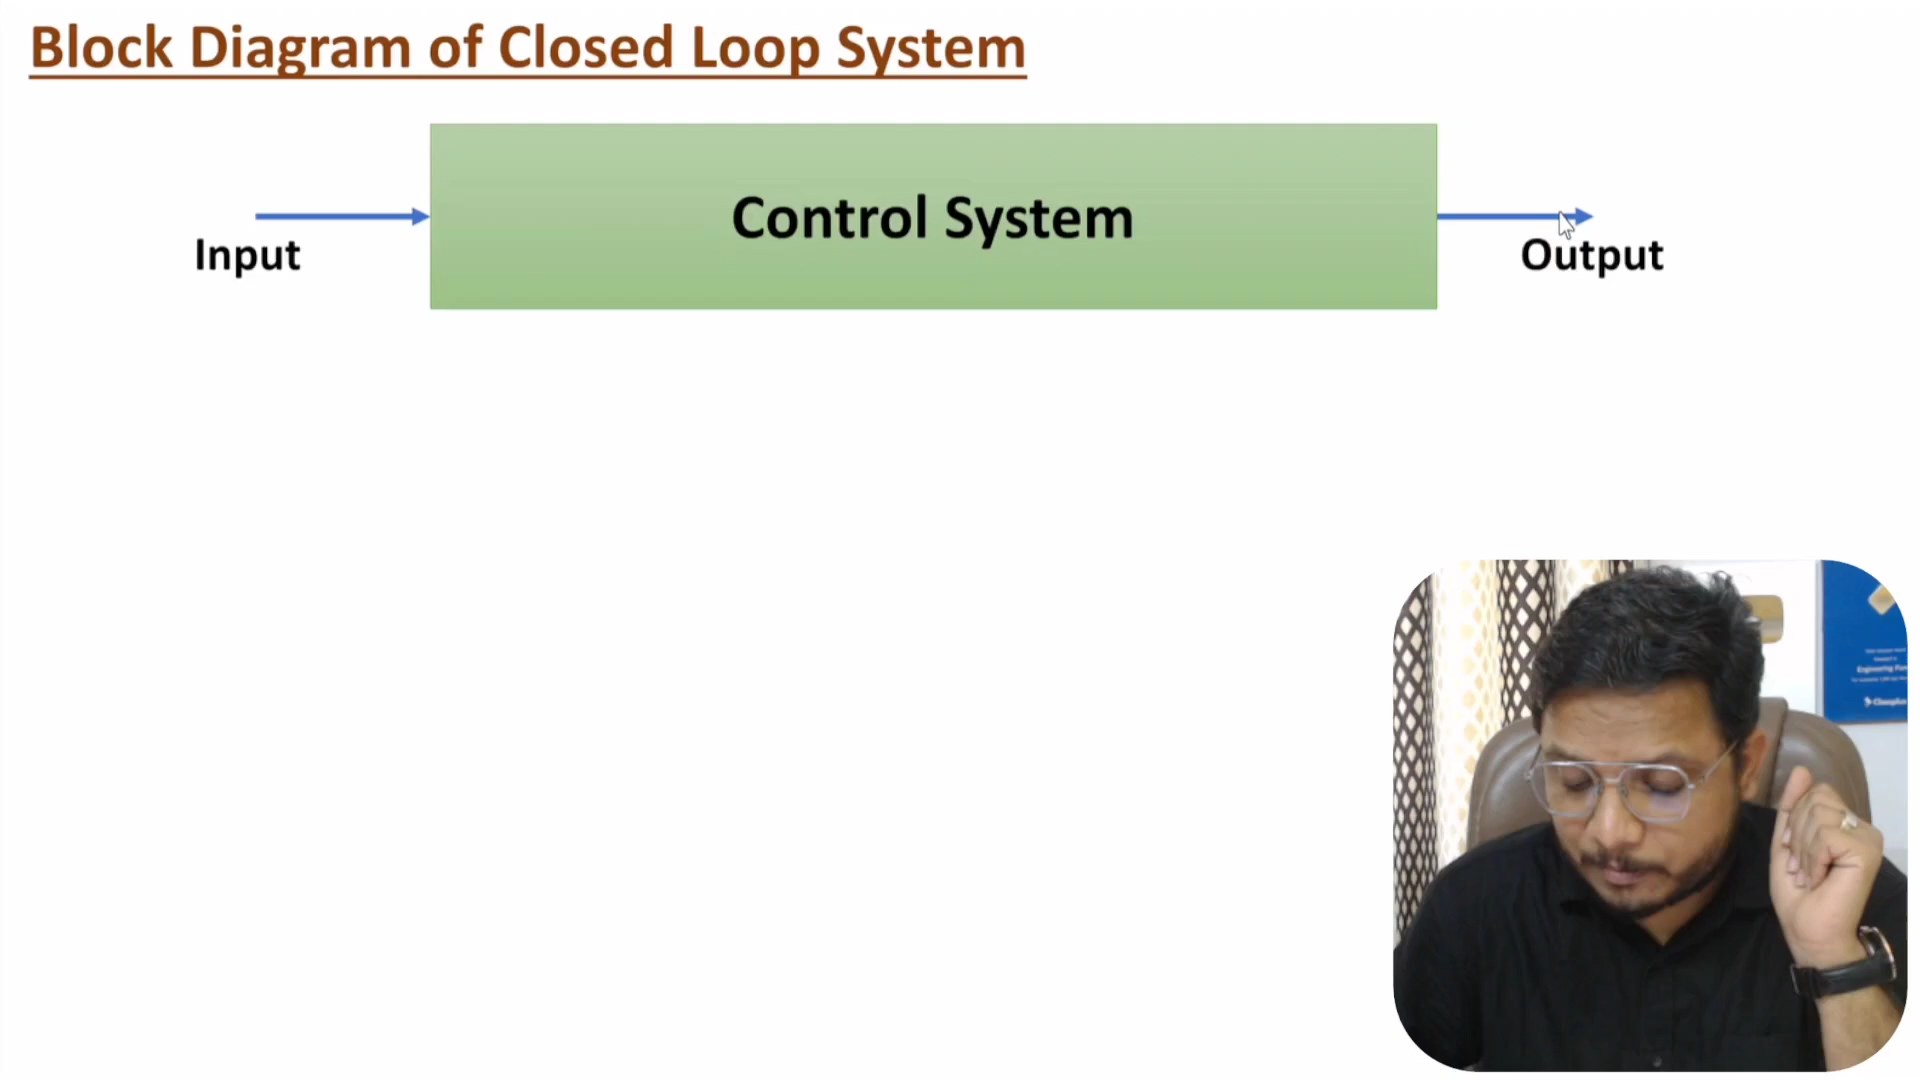 Block Diagram of Closed Loop System
Control System
Input
Output